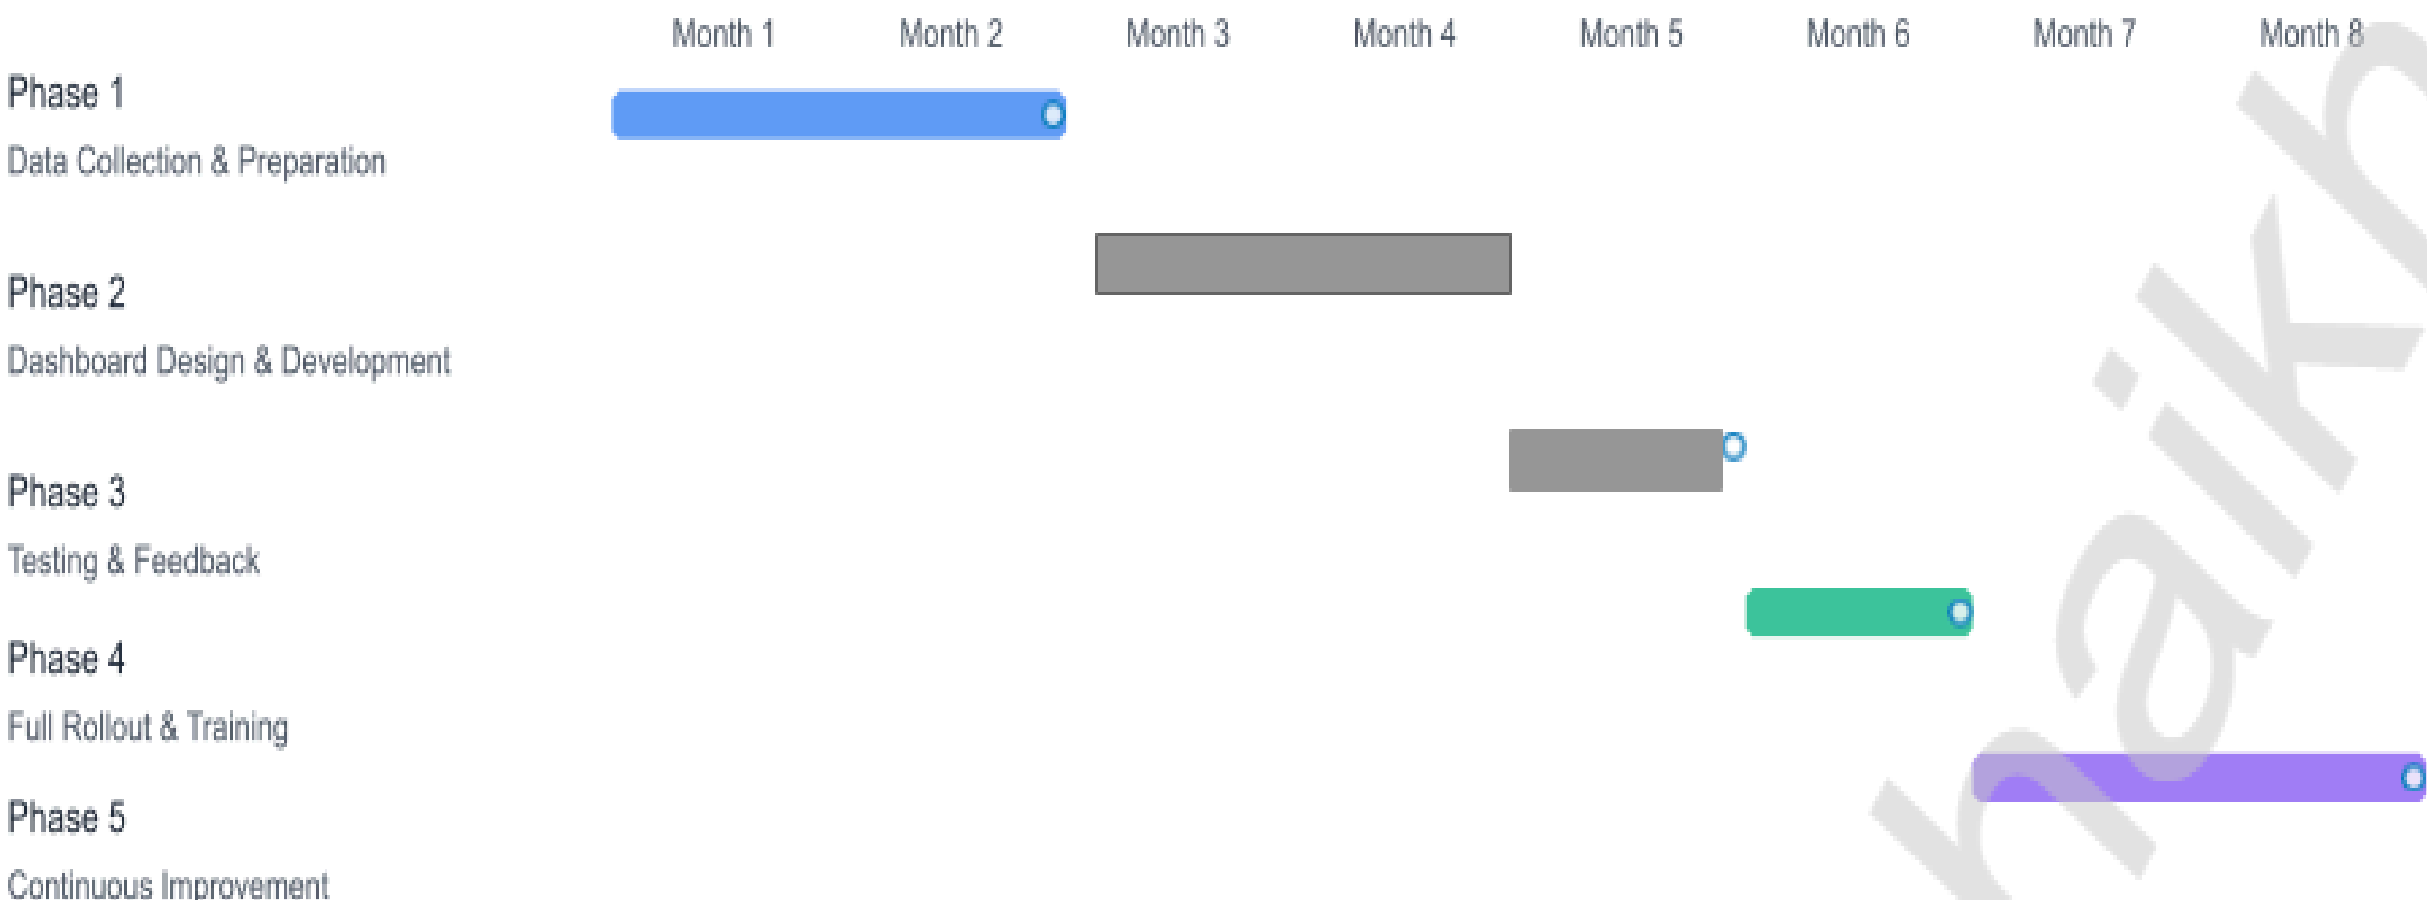 Month 1 Month 2 Month 3 Month 4 Month 5 Month 6 Month 7 Month 8
Phase 1
Data Collection & Preparation
Phase 2
Dashboard Design & Development
Phase 3
Testing & Feedback
Phase 4
Full Rollout & Training
Phase 5
Continuous Improvement
haikh